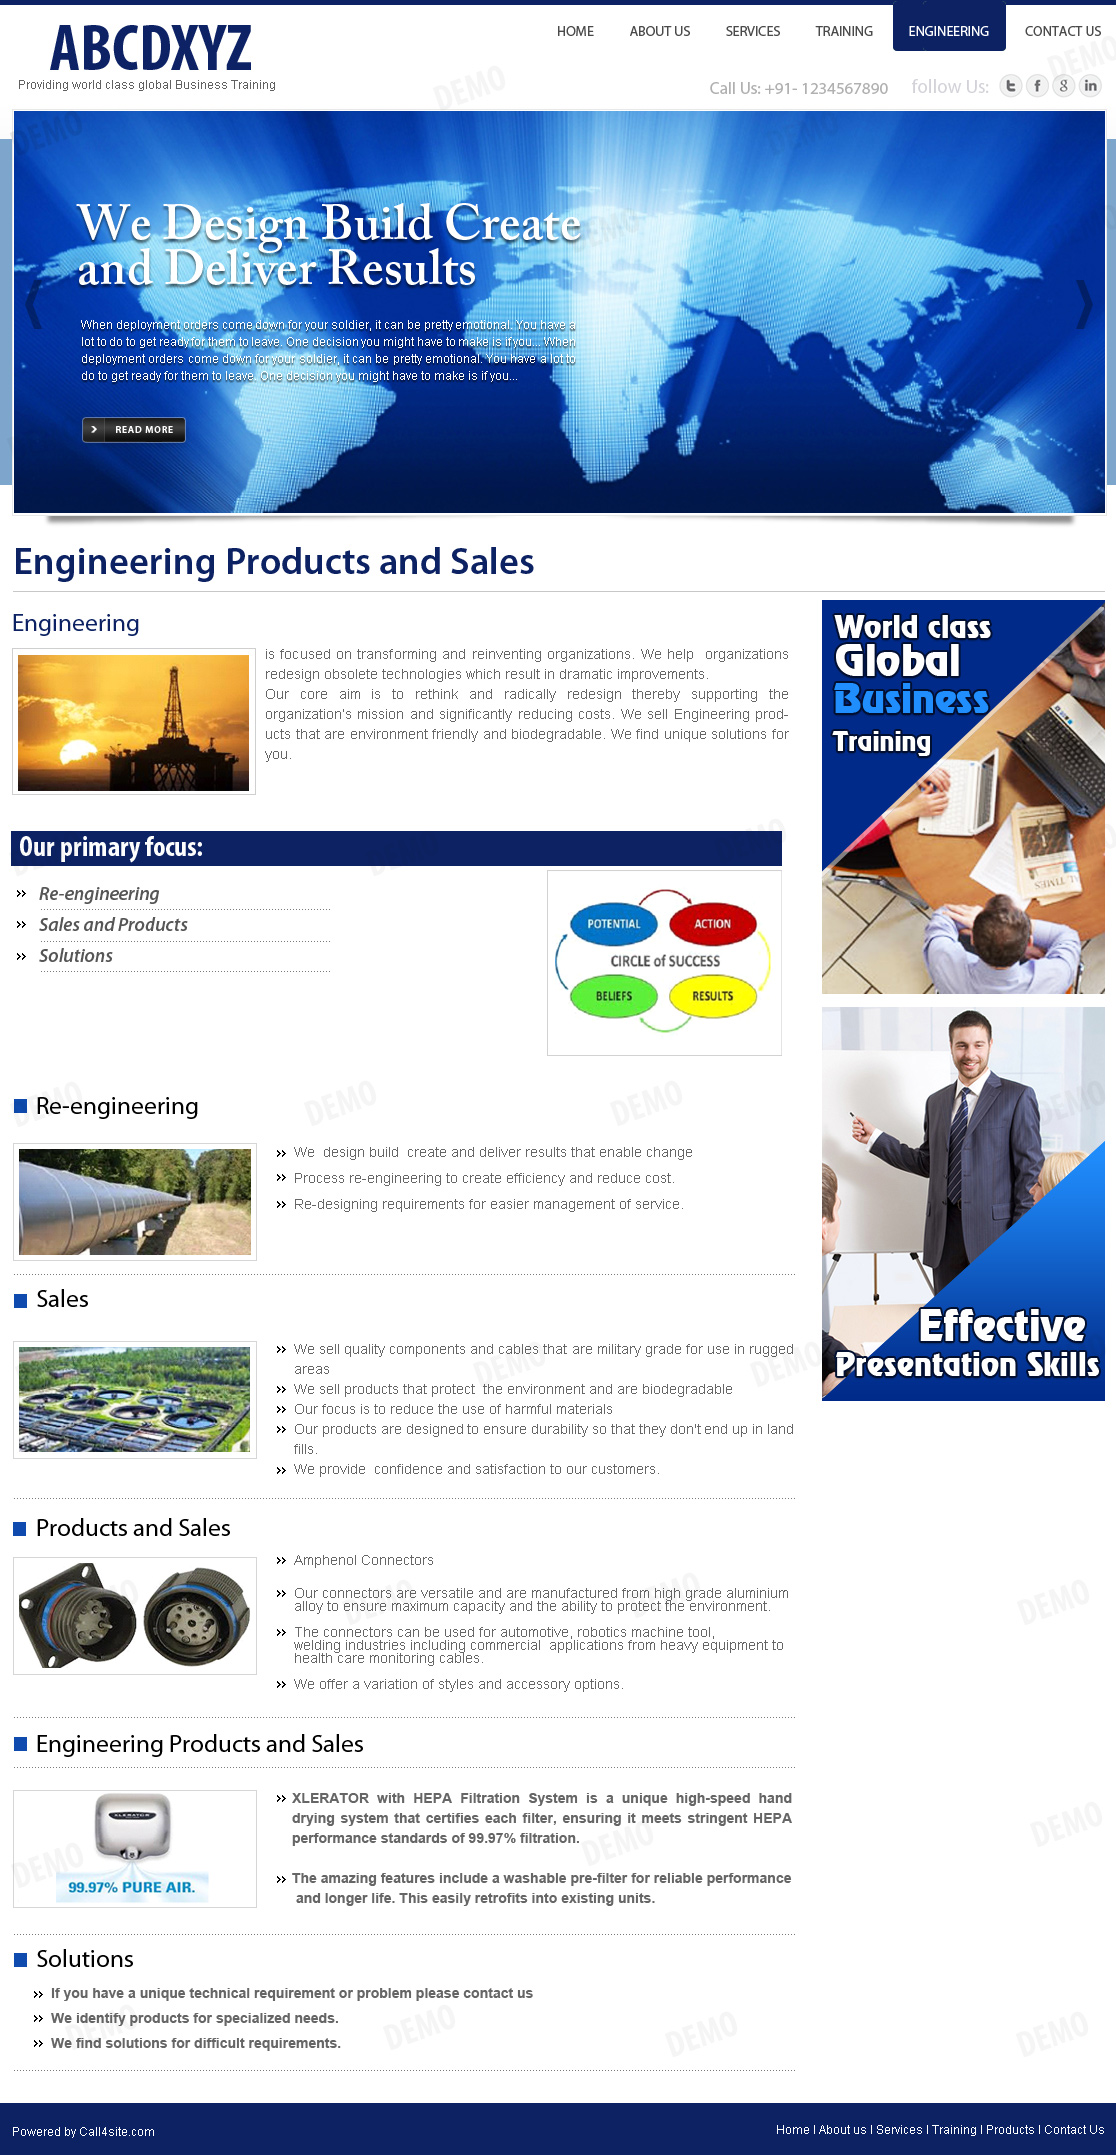 ABCDXYZ
Providing world class global Business Training
HOME ABOUT US SERVICES TRAINING ENGINEERING CONTACT US
Call Us: +91- 1234567890 follow Us:
We Design Build Create
and Deliver Results
When deployment orders come down for your soldier, it can be pretty emotional. You have a
lot to do to get ready for them to leave. One decision you might have to make is if you... When
deployment orders come down for your soldier, it can be pretty emotional. You have a lot to
do to get ready for them to leave. One decision you might have to make is if you...
READ MORE
Engineering Products and Sales
Engineering
is focused on transforming and reinventing organizations. We help organizations
redesign obsolete technologies which result in dramatic improvements.
Our core aim is to rethink and radically redesign thereby supporting the
organization's mission and significantly reducing costs. We sell Engineering prod-
ucts that are environment friendly and biodegradable. We find unique solutions for
you.
World class
Global
Business
Training
TIMES
Our primary focus:
Re-engineering
Sales and Products
Solutions
POTENTIAL ACTION
CIRCLE of SUCCESS
BELIEFS RESULTS
Re-engineering
We design build create and deliver results that enable change
Process re-engineering to create efficiency and reduce cost.
Re-designing requirements for easier management of service.
Effective
Presentation Skills
Sales
We sell quality components and cables that are military grade for use in rugged
areas
We sell products that protect the environment and are biodegradable
Our focus is to reduce the use of harmful materials
Our products are designed to ensure durability so that they don't end up in land
fills.
We provide confidence and satisfaction to our customers.
Products and Sales
Amphenol Connectors
Our connectors are versatile and are manufactured from high grade aluminium
alloy to ensure maximum capacity and the ability to protect the environment.
The connectors can be used for automotive, robotics machine tool,
welding industries including commercial applications from heavy equipment to
health care monitoring cables.
We offer a variation of styles and accessory options.
Engineering Products and Sales
XLERATOR
99.97% PURE AIR.
XLERATOR with HEPA Filtration System is a unique high-speed hand
drying system that certifies each filter, ensuring it meets stringent HEPA
performance standards of 99.97% filtration.
The amazing features include a washable pre-filter for reliable performance
and longer life. This easily retrofits into existing units.
Solutions
If you have a unique technical requirement or problem please contact us
We identify products for specialized needs.
We find solutions for difficult requirements.
Powered by Call4site.com
Home | About us | Services | Training | Products | Contact Us
DEMO